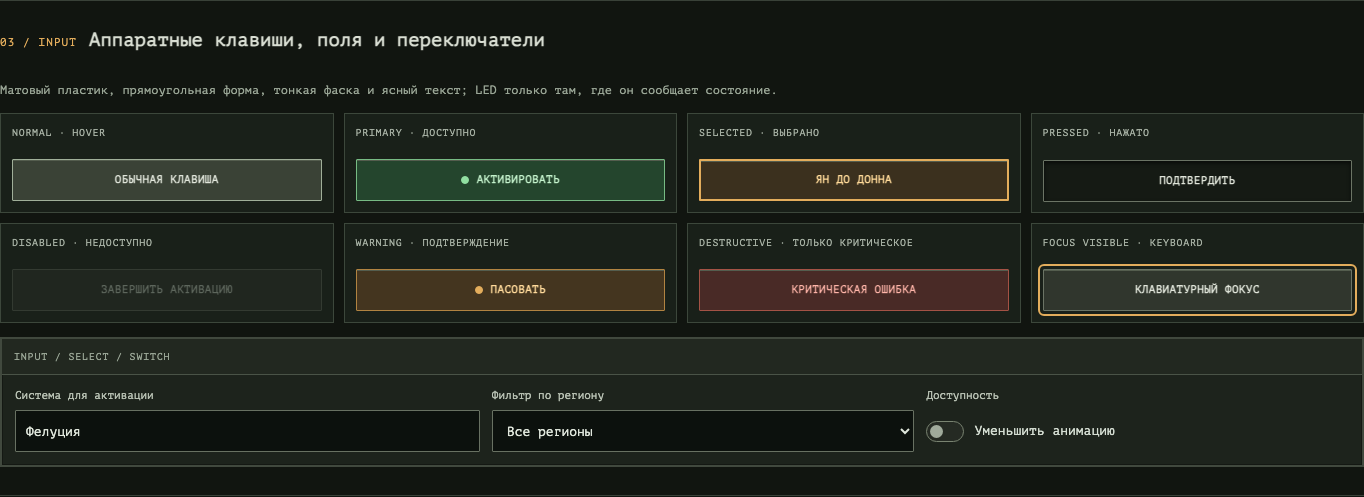 03 / INPUT Аппаратные клавиши, поля и переключатели
Матовый пластик, прямоугольная форма, тонкая фаска и ясный текст; LED только там, где он сообщает состояние.
NORMAL · HOVER
ОБЫЧНАЯ КЛАВИША
PRIMARY · ДОСТУПНО
АКТИВИРОВАТЬ
SELECTED · ВЫБРАНО
ЯН ДО ДОННА
PRESSED · НАЖАТО
ПОДТВЕРДИТЬ
DISABLED · НЕДОСТУПНО
ЗАВЕРШИТЬ АКТИВАЦИЮ
WARNING · ПОДТВЕРЖДЕНИЕ
ПАСОВАТЬ
DESTRUCTIVE · ТОЛЬКО КРИТИЧЕСКОЕ
КРИТИЧЕСКАЯ ОШИБКА
FOCUS VISIBLE · KEYBOARD
КЛАВИАТУРНЫЙ ФОКУС
INPUT / SELECT / SWITCH
Система для активации
Фелуция
Фильтр по региону
Все регионы
Доступность
Уменьшить анимацию